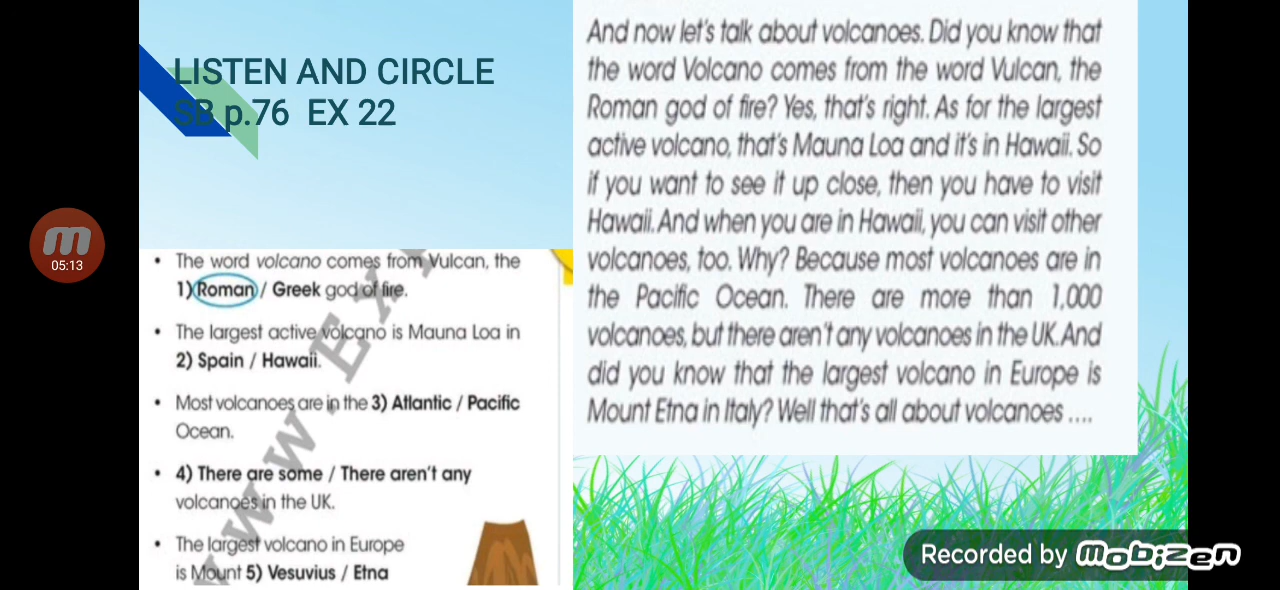 LISTEN AND CIRCLE
SB p.76 EX 22
• The word volcano comes from Vulcan, the
1) Roman / Greek god of fire.
• The largest active volcano is Mauna Loa in
2) Spain / Hawaii.
• Most volcanoes are in the 3) Atlantic / Pacific
Ocean.
• 4) There are some / There aren't any
volcanoes in the UK.
• The largest volcano in Europe
is Mount 5) Vesuvius / Etna
And now let's talk about volcanoes. Did you know that
the word Volcano comes from the word Vulcan, the
Roman god of fire? Yes, that's right. As for the largest
active volcano, that's Mauna Loa and it's in Hawaii. So
if you want to see it up close, then you have to visit
Hawaii. And when you are in Hawaii, you can visit other
volcanoes, too. Why? Because most volcanoes are in
the Pacific Ocean. There are more than 1,000
volcanoes, but there aren't any volcanoes in the UK. And
did you know that the largest volcano in Europe is
Mount Etna in Italy? Well that's all about volcanoes ....
05:13
Recorded by mobizen